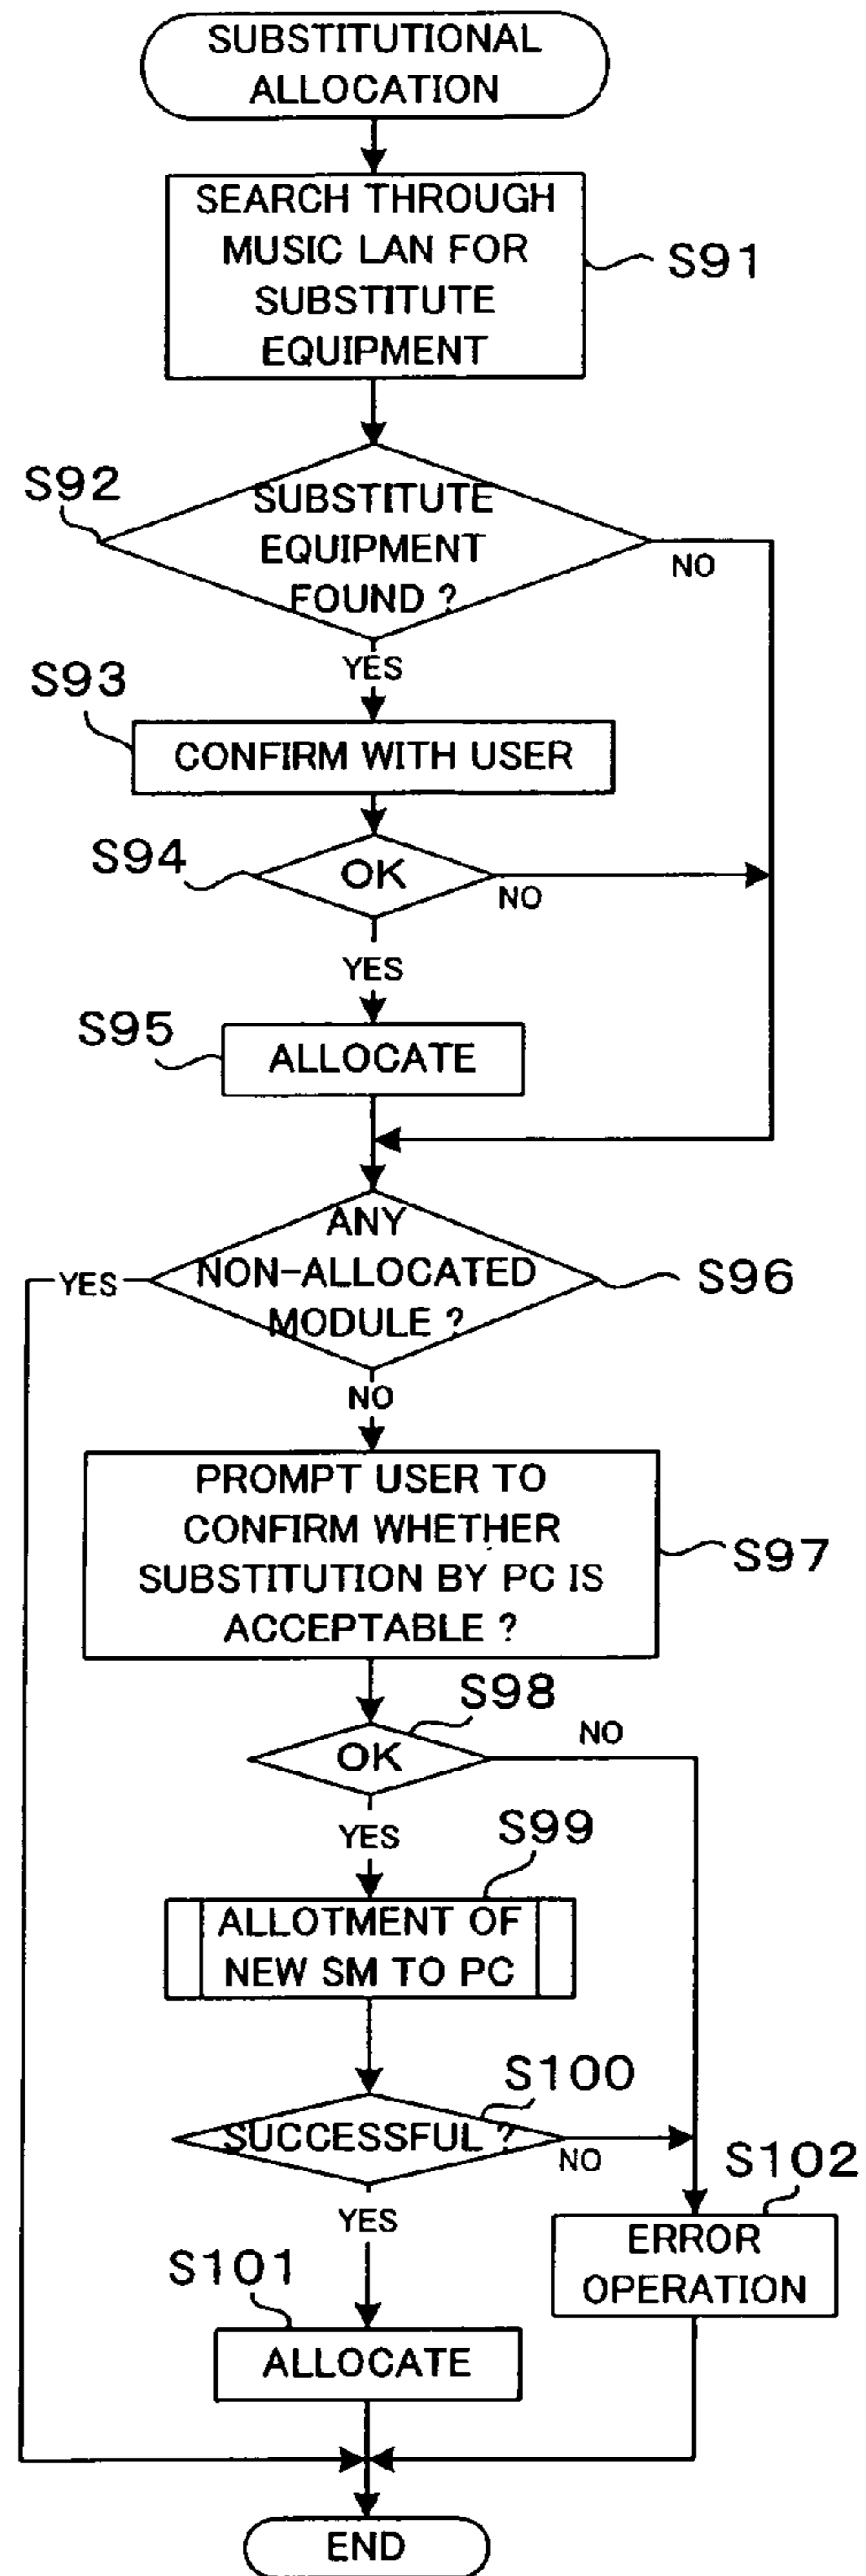 SUBSTITUTIONAL
ALLOCATION
SEARCH THROUGH
MUSIC LAN FOR
SUBSTITUTE
EQUIPMENT
S91
S92
SUBSTITUTE
EQUIPMENT
FOUND ?
NO
YES
S93
CONFIRM WITH USER
S94
OK
NO
YES
S95
ALLOCATE
ANY
NON-ALLOCATED
MODULE ?
YES
S96
NO
PROMPT USER TO
CONFIRM WHETHER
SUBSTITUTION BY PC IS
ACCEPTABLE ?
S97
S98
OK
NO
YES
S99
ALLOTMENT OF
NEW SM TO PC
S100
SUCCESSFUL ?
NO
YES
S102
ERROR
OPERATION
S101
ALLOCATE
END